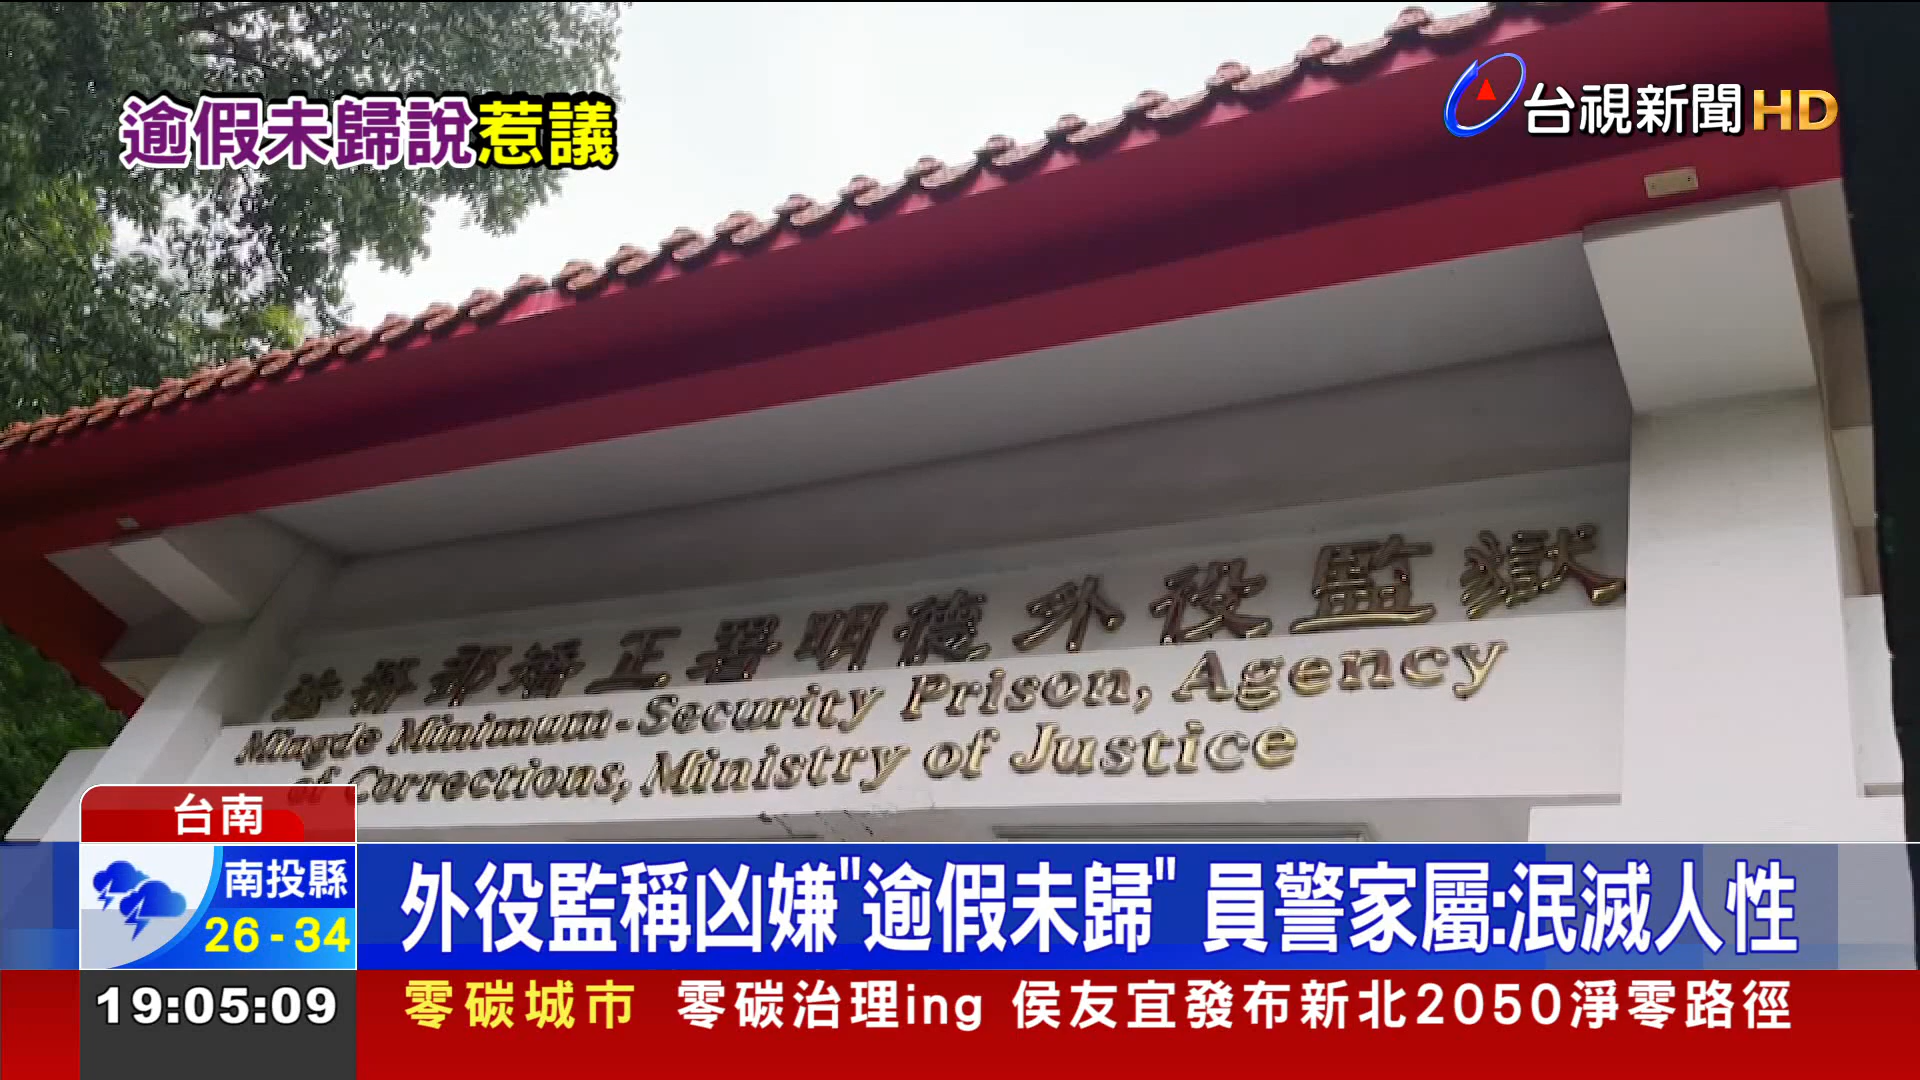 逾假未歸說惹議
台視新聞HD
法務部矯正署明德外役監獄
Mingde Minimum-Security Prison, Agency
of Corrections, Ministry of Justice
台南
南投縣
26-34
外役監稱凶嫌"逾假未歸" 員警家屬:泯滅人性
19:05:09
零碳城市 零碳治理ing 侯友宜發布新北2050淨零路徑